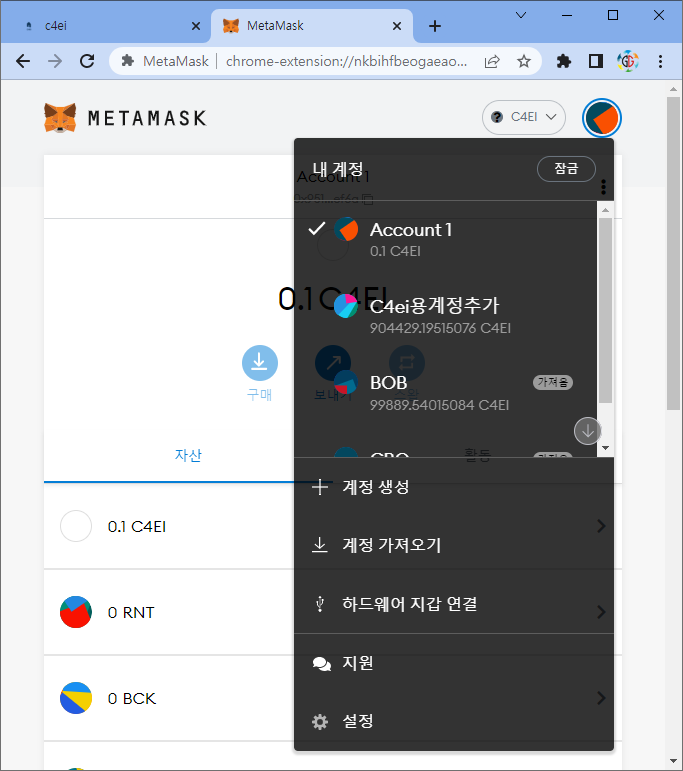 c4ei
MetaMask
MetaMask
chrome-extension://nkbihfbeogaeao...
METAMASK
C4EI
내 계정
잠금
Account 1
0x951...ef6a
Account 1
0.1 C4EI
0.1 C4EI
C4ei용계정추가
904429.19515076 C4EI
구매
보내기
스왑
BOB
가져옴
99889.54015084 C4EI
자산
활동
가져옴
계정 생성
0.1 C4EI
계정 가져오기
0 RNT
하드웨어 지갑 연결
지원
0 BCK
설정